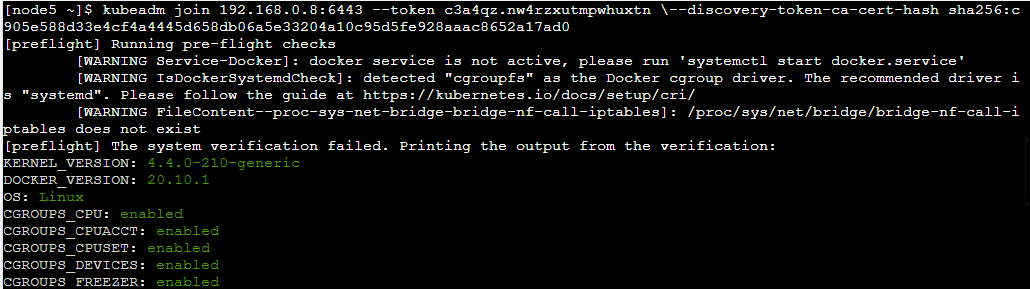 [node5 ~]$ kubeadm join 192.168.0.8:6443 --token c3a4qz.nw4rzxutmpwhuxtn \--discovery-token-ca-cert-hash sha256:c
905e588d33e4cf4a4445d658db06a5e33204a10c95d5fe928aaac8652a17ad0
[preflight] Running pre-flight checks
[WARNING Service-Docker]: docker service is not active, please run 'systemctl start docker.service'
[WARNING IsDockerSystemdCheck]: detected "cgroupfs" as the Docker cgroup driver. The recommended driver i
s "systemd". Please follow the guide at https://kubernetes.io/docs/setup/cri/
[WARNING FileContent--proc-sys-net-bridge-bridge-nf-call-iptables]: /proc/sys/net/bridge/bridge-nf-call-i
ptables does not exist
[preflight] The system verification failed. Printing the output from the verification:
KERNEL_VERSION: 4.4.0-210-generic
DOCKER_VERSION: 20.10.1
OS: Linux
CGROUPS_CPU: enabled
CGROUPS_CPUACCT: enabled
CGROUPS_CPUSET: enabled
CGROUPS_DEVICES: enabled
CGROUPS_FREEZER: enabled